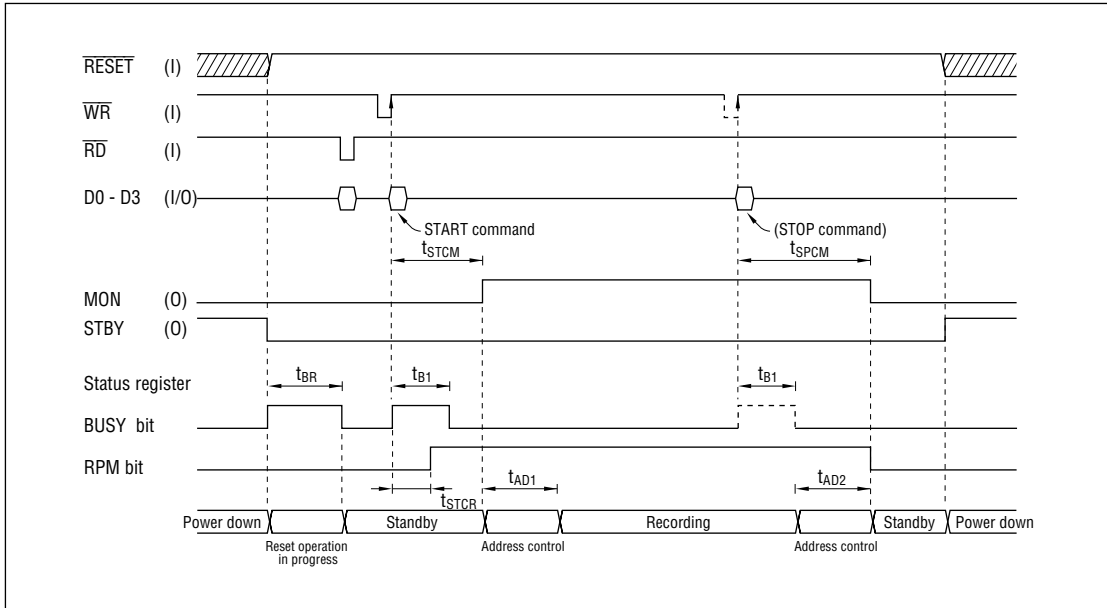 RESET (I)
WR (I)
RD (I)
D0 - D3 (I/O)
START command
(STOP command)
tSTCM
tSPCM
MON (O)
STBY (O)
Status register
tBR
tB1
tB1
BUSY bit
RPM bit
tSTCR
tAD1
tAD2
Power down
Standby
Recording
Standby
Power down
Reset operation
in progress
Address control
Address control